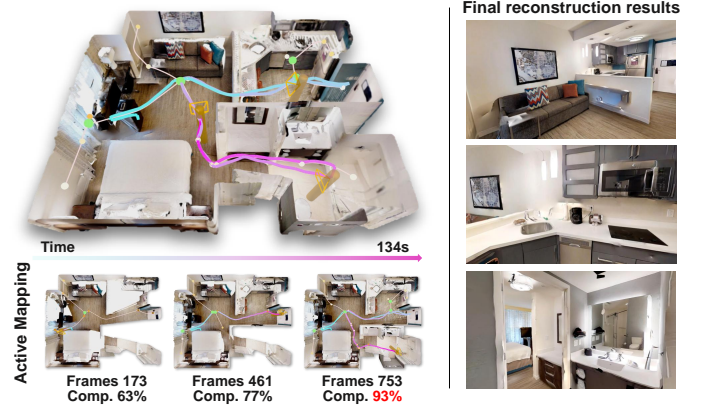 Final reconstruction results
Time
134s
Active Mapping
Frames 173
Comp. 63%
Frames 461
Comp. 77%
Frames 753
Comp. 93%